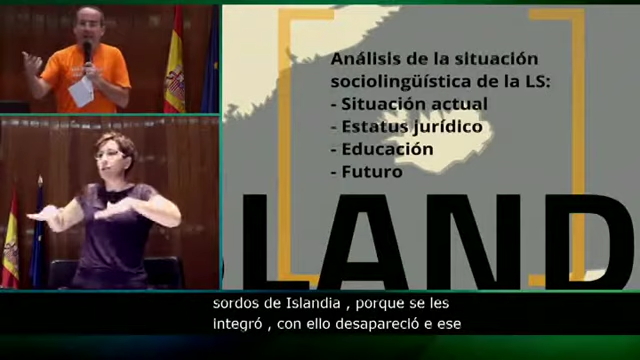 Análisis de la situación
sociolingüística de la LS:
- Situación actual
- Estatus jurídico
- Educación
- Futuro
LAND
sordos de Islandia , porque se les
integró , con ello desapareció e ese